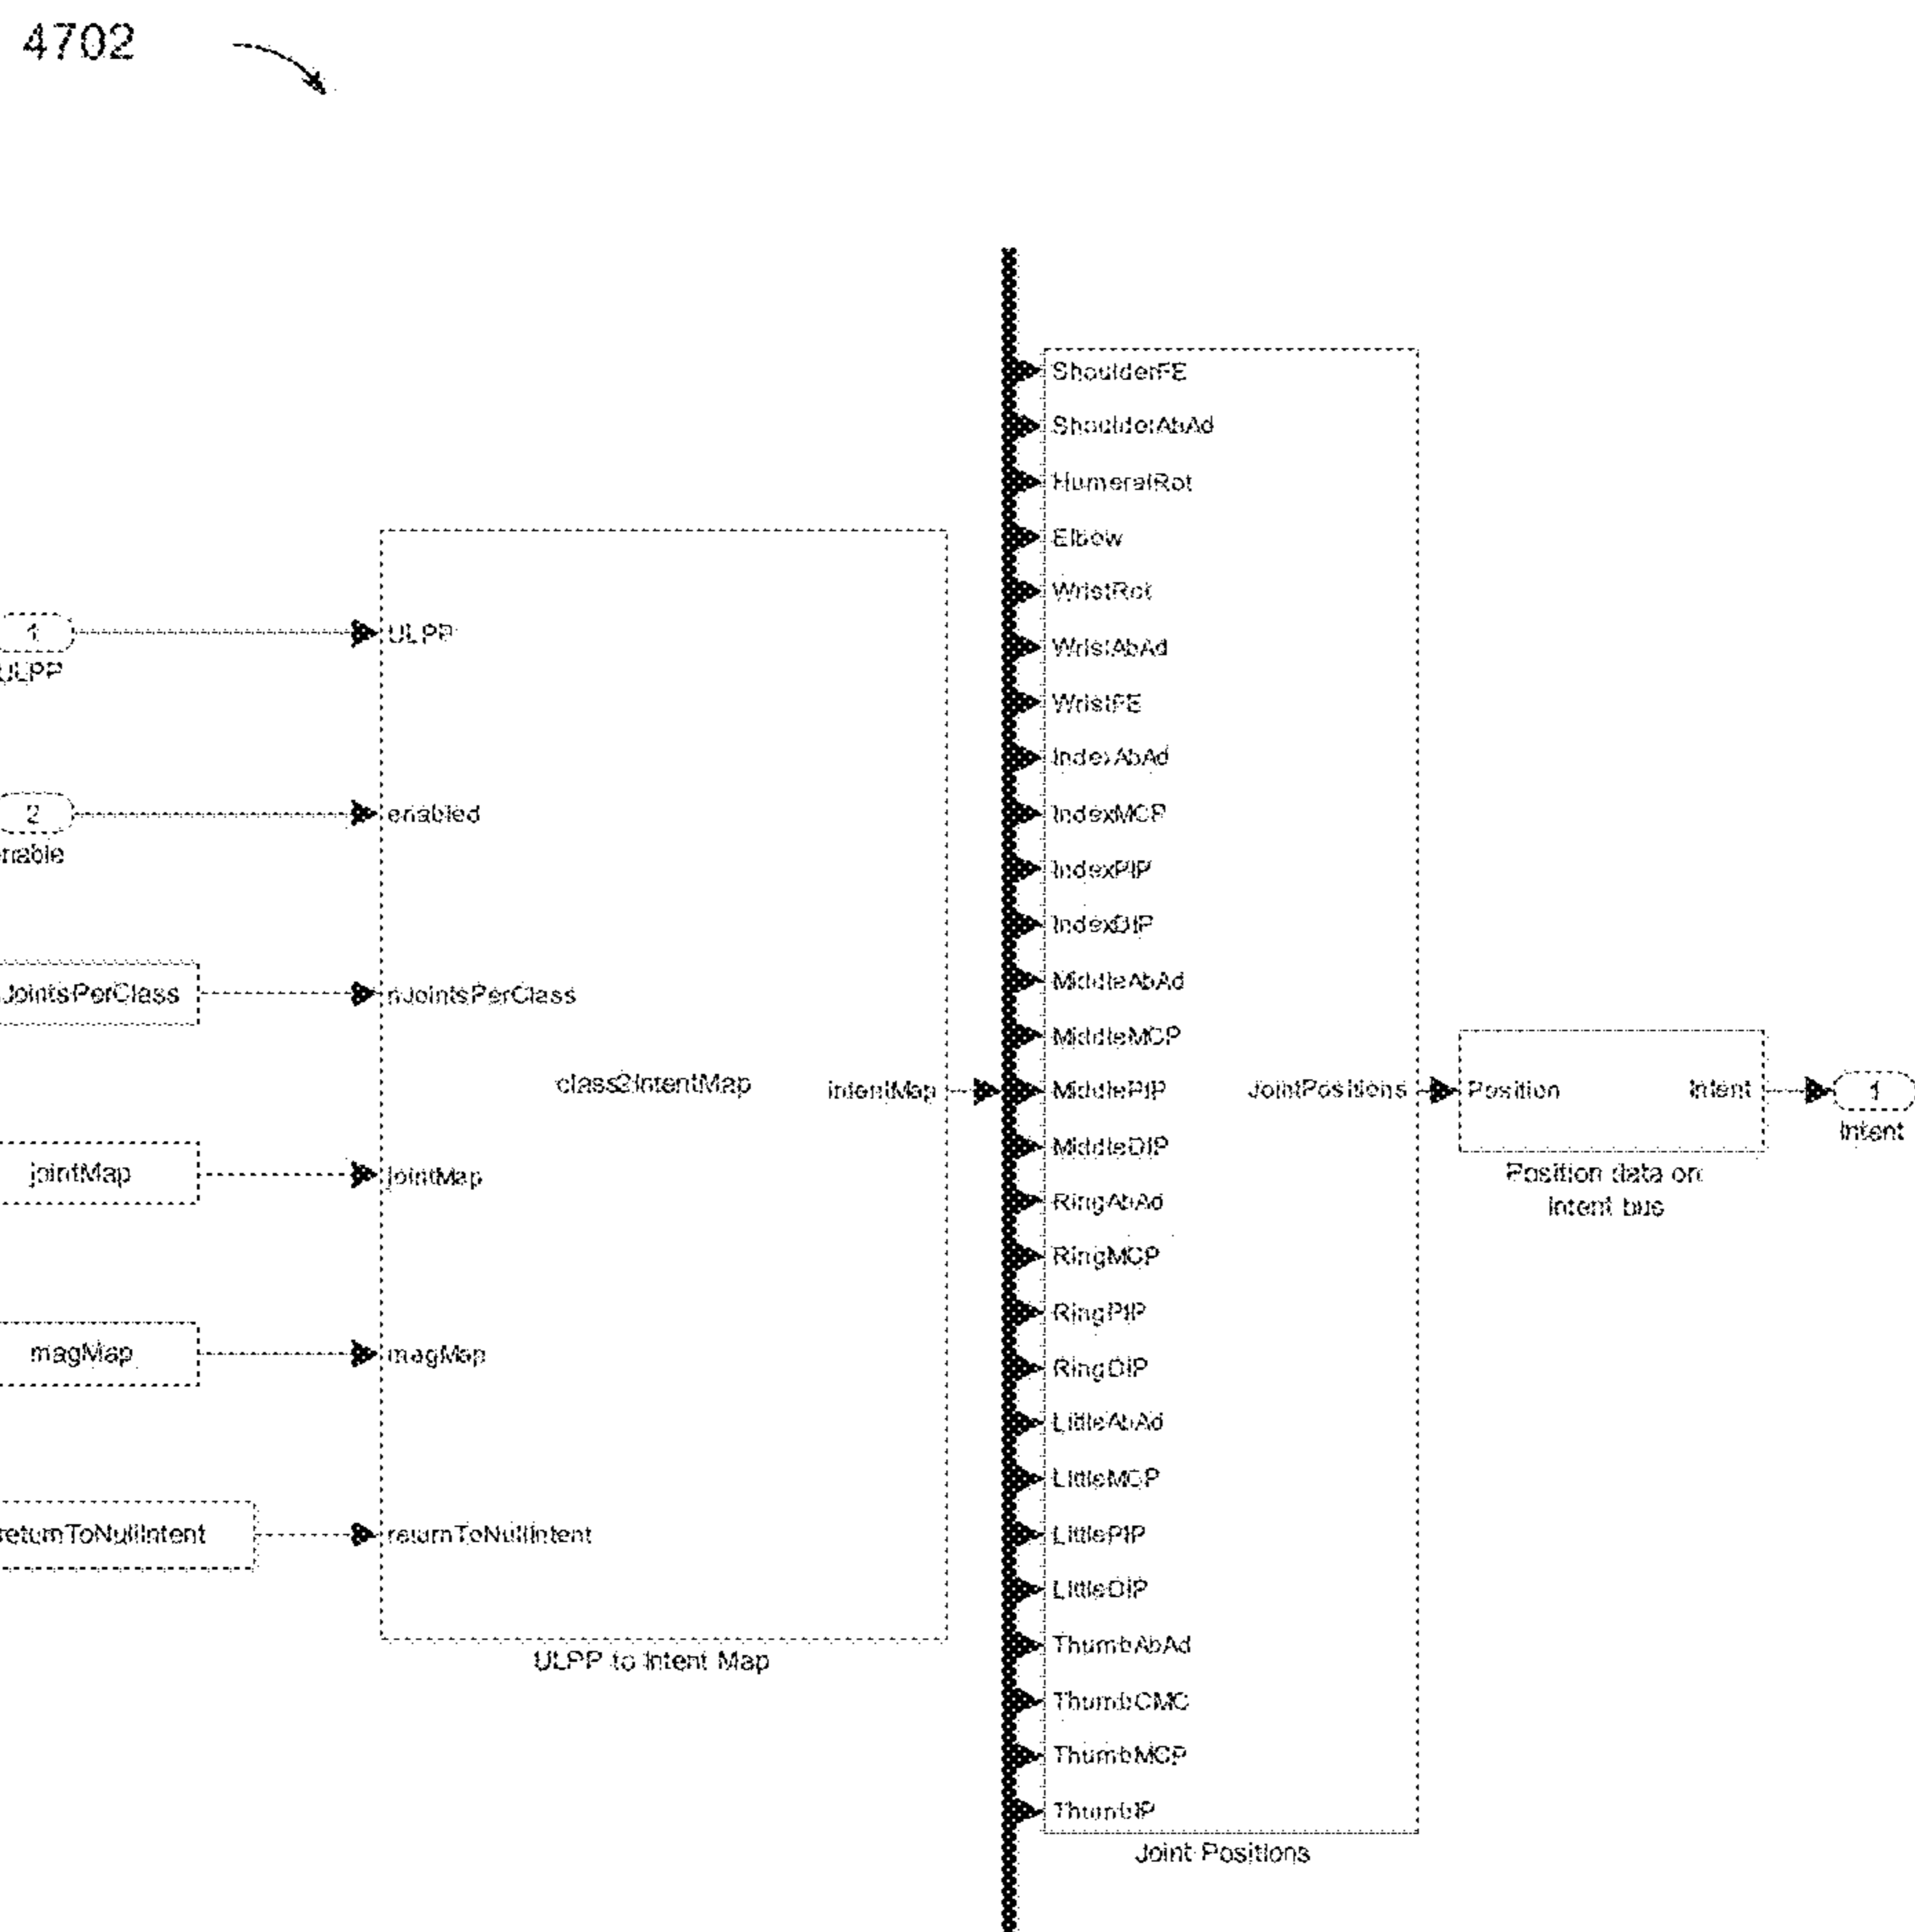 4702
1
ULPP
2
enable
JointsPerClass
jointMap
magMap
returnToNullIntent
ULPP
enabled
nJointsPerClass
jointMap
magMap
returnToNullIntent
class2IntentMap
intentMap
ULPP to Intent Map
ShoulderFE
ShoulderAbAd
HumeralRot
Elbow
WristRot
WristAbAd
WristFE
IndexAbAd
IndexMCP
IndexPIP
IndexDIP
MiddleAbAd
MiddleMCP
MiddlePIP
MiddleDIP
RingAbAd
RingMCP
RingPIP
RingDIP
LittleAbAd
LittleMCP
LittlePIP
LittleDIP
ThumbAbAd
ThumbCMC
ThumbMCP
ThumbIP
JointPositions
Joint Positions
Position
Intent
Position data on
intent bus
1
Intent